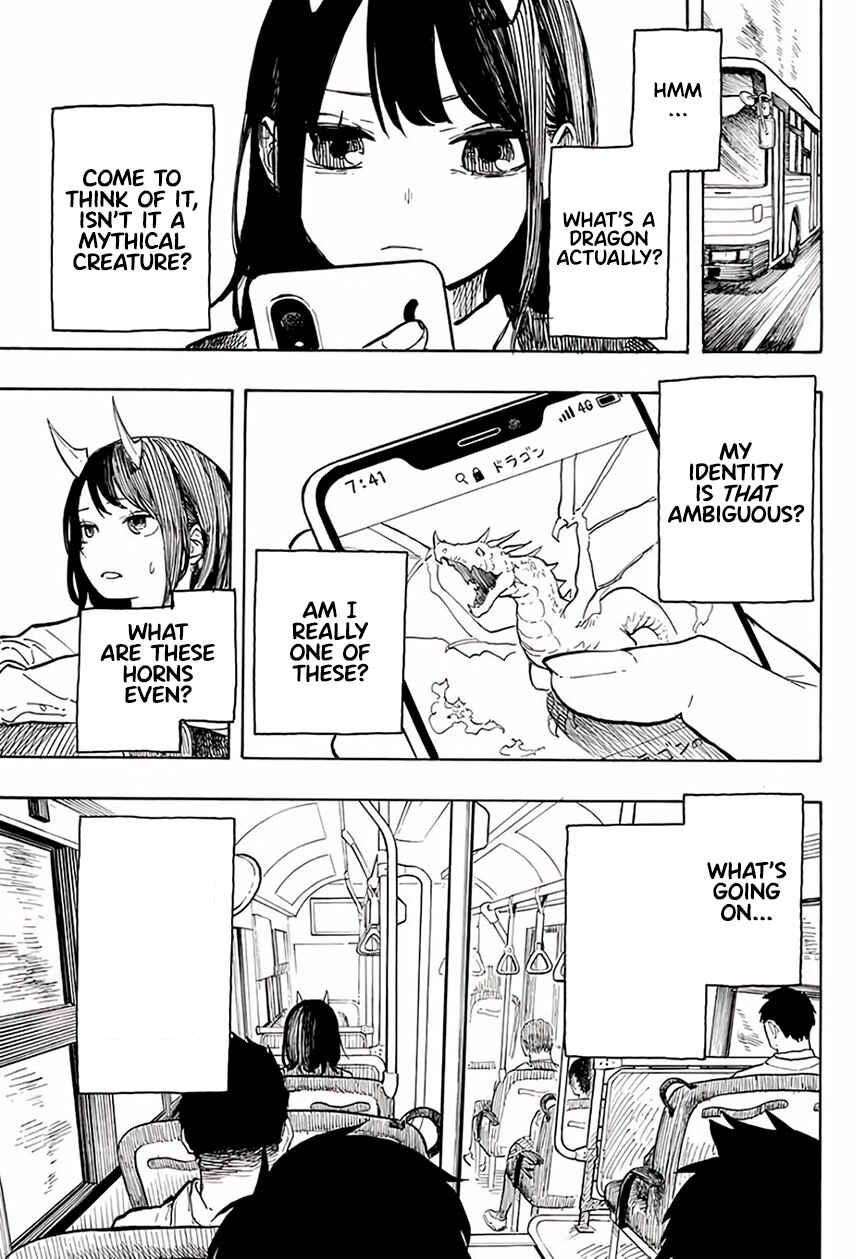 HMM
...
WHAT'S A
DRAGON
ACTUALLY?
COME TO
THINK OF IT,
ISN'T IT A
MYTHICAL
CREATURE?
MY
IDENTITY
IS THAT
AMBIGUOUS?
7:41
4G
ドラゴン
AM I
REALLY
ONE OF
THESE?
WHAT
ARE THESE
HORNS
EVEN?
WHAT'S
GOING
ON...